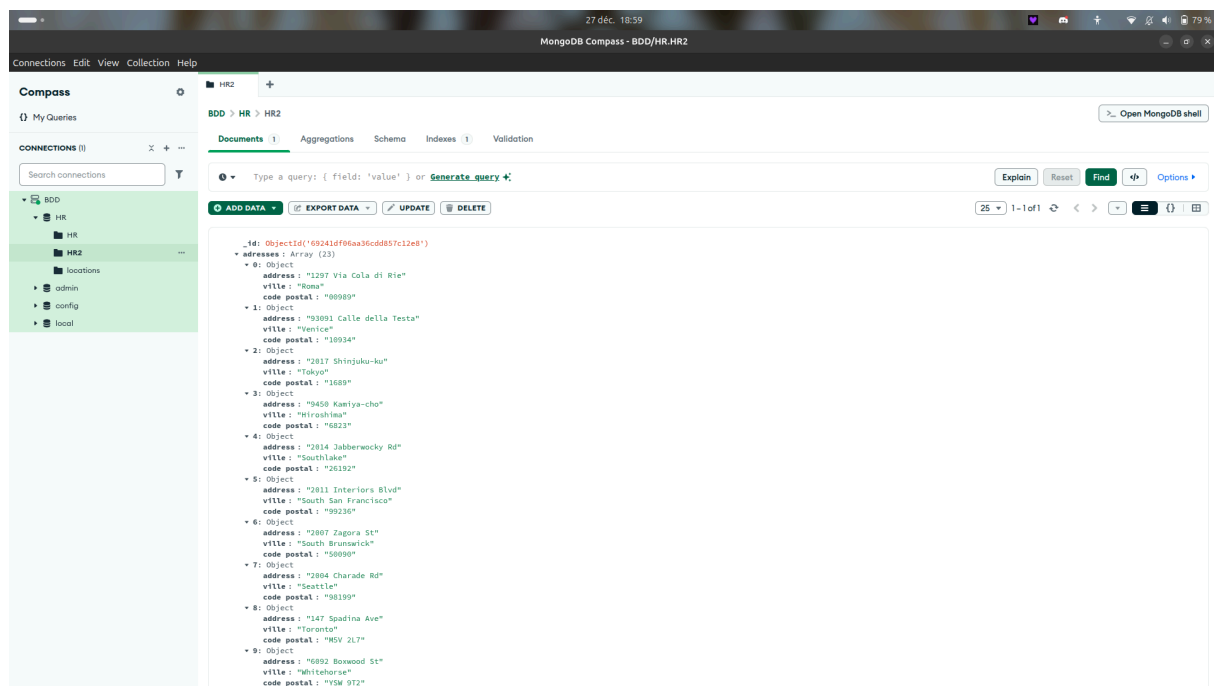 27 déc. 18:59
79 %
MongoDB Compass - BDD/HR.HR2
Connections Edit View Collection Help
Compass
{} My Queries
CONNECTIONS (1)
Search connections
BDD
HR
HR
HR2
locations
admin
config
local
HR2
BDD > HR > HR2
>_ Open MongoDB shell
Documents 1 Aggregations Schema Indexes 1 Validation
Type a query: { field: 'value' } or Generate query
Explain Reset Find </> Options
ADD DATA EXPORT DATA UPDATE DELETE
25 1-1 of 1
_id: ObjectId('69241df06aa36cdd857c12e8')
adresses : Array (23)
0: Object
address : "1297 Via Cola di Rie"
ville : "Roma"
code postal : "00989"
1: Object
address : "93091 Calle della Testa"
ville : "Venice"
code postal : "10934"
2: Object
address : "2017 Shinjuku-ku"
ville : "Tokyo"
code postal : "1689"
3: Object
address : "9450 Kamiya-cho"
ville : "Hiroshima"
code postal : "6823"
4: Object
address : "2014 Jabberwocky Rd"
ville : "Southlake"
code postal : "26192"
5: Object
address : "2011 Interiors Blvd"
ville : "South San Francisco"
code postal : "99236"
6: Object
address : "2007 Zagora St"
ville : "South Brunswick"
code postal : "50090"
7: Object
address : "2004 Charade Rd"
ville : "Seattle"
code postal : "98199"
8: Object
address : "147 Spadina Ave"
ville : "Toronto"
code postal : "M5V 2L7"
9: Object
address : "6092 Boxwood St"
ville : "Whitehorse"
code postal : "YSW 9T2"